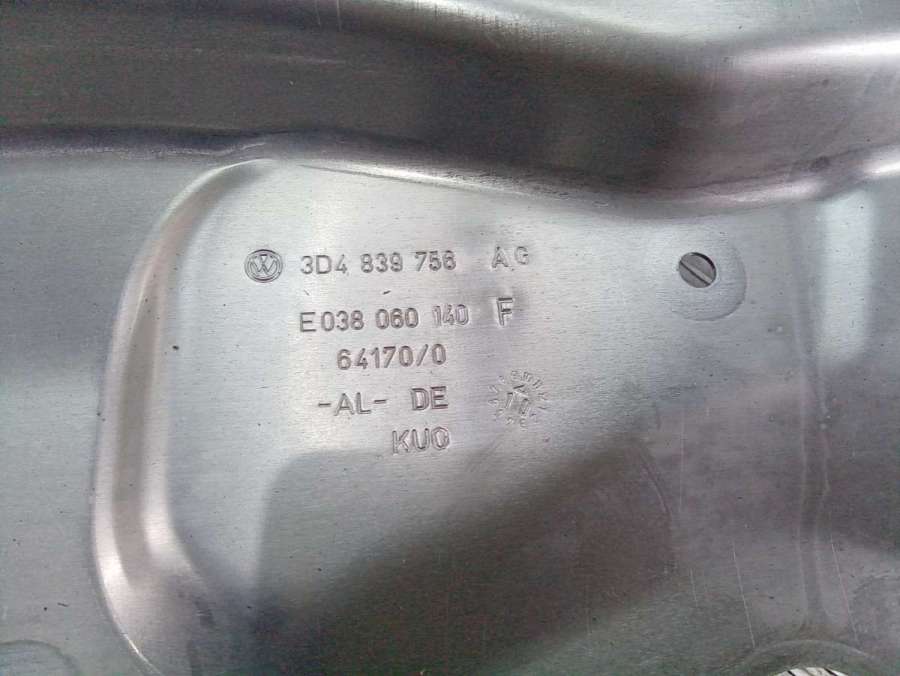 3D4 839 756 AG
E038 060 140 F
64170/0
-AL- DE
KUO